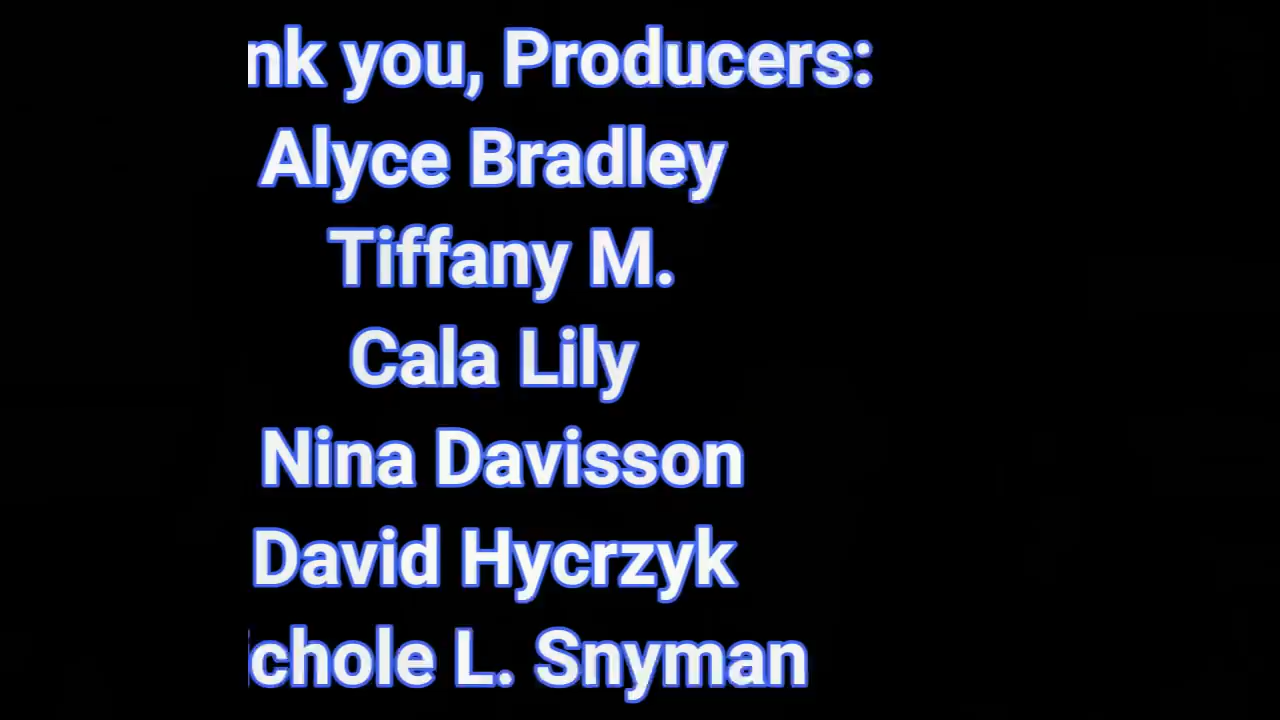 nk you, Producers:
Alyce Bradley
Tiffany M.
Cala Lily
Nina Davisson
David Hycrzyk
chole L. Snyman